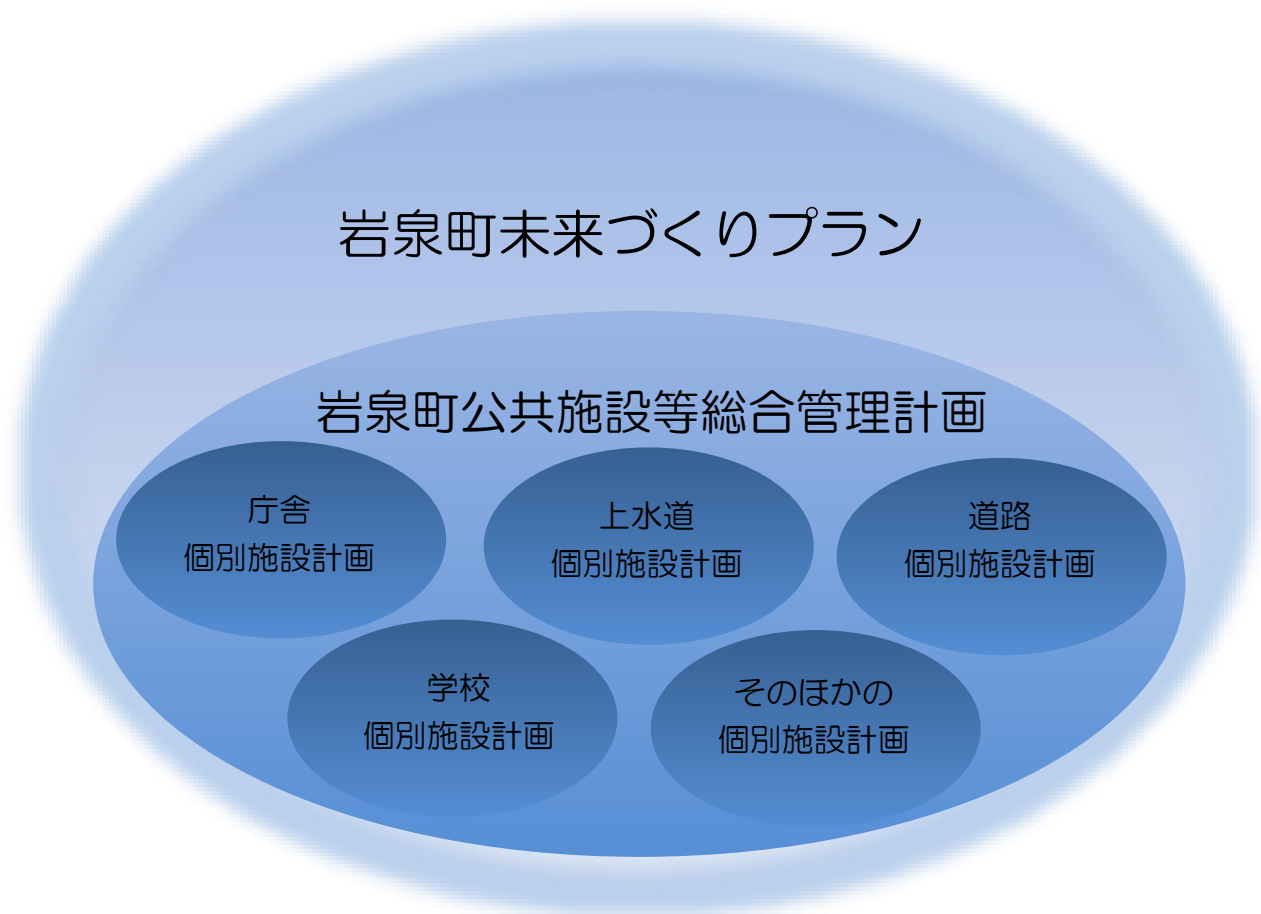 岩泉町未来づくりプラン
岩泉町公共施設等総合管理計画
庁舎
個別施設計画
上水道
個別施設計画
道路
個別施設計画
学校
個別施設計画
そのほかの
個別施設計画